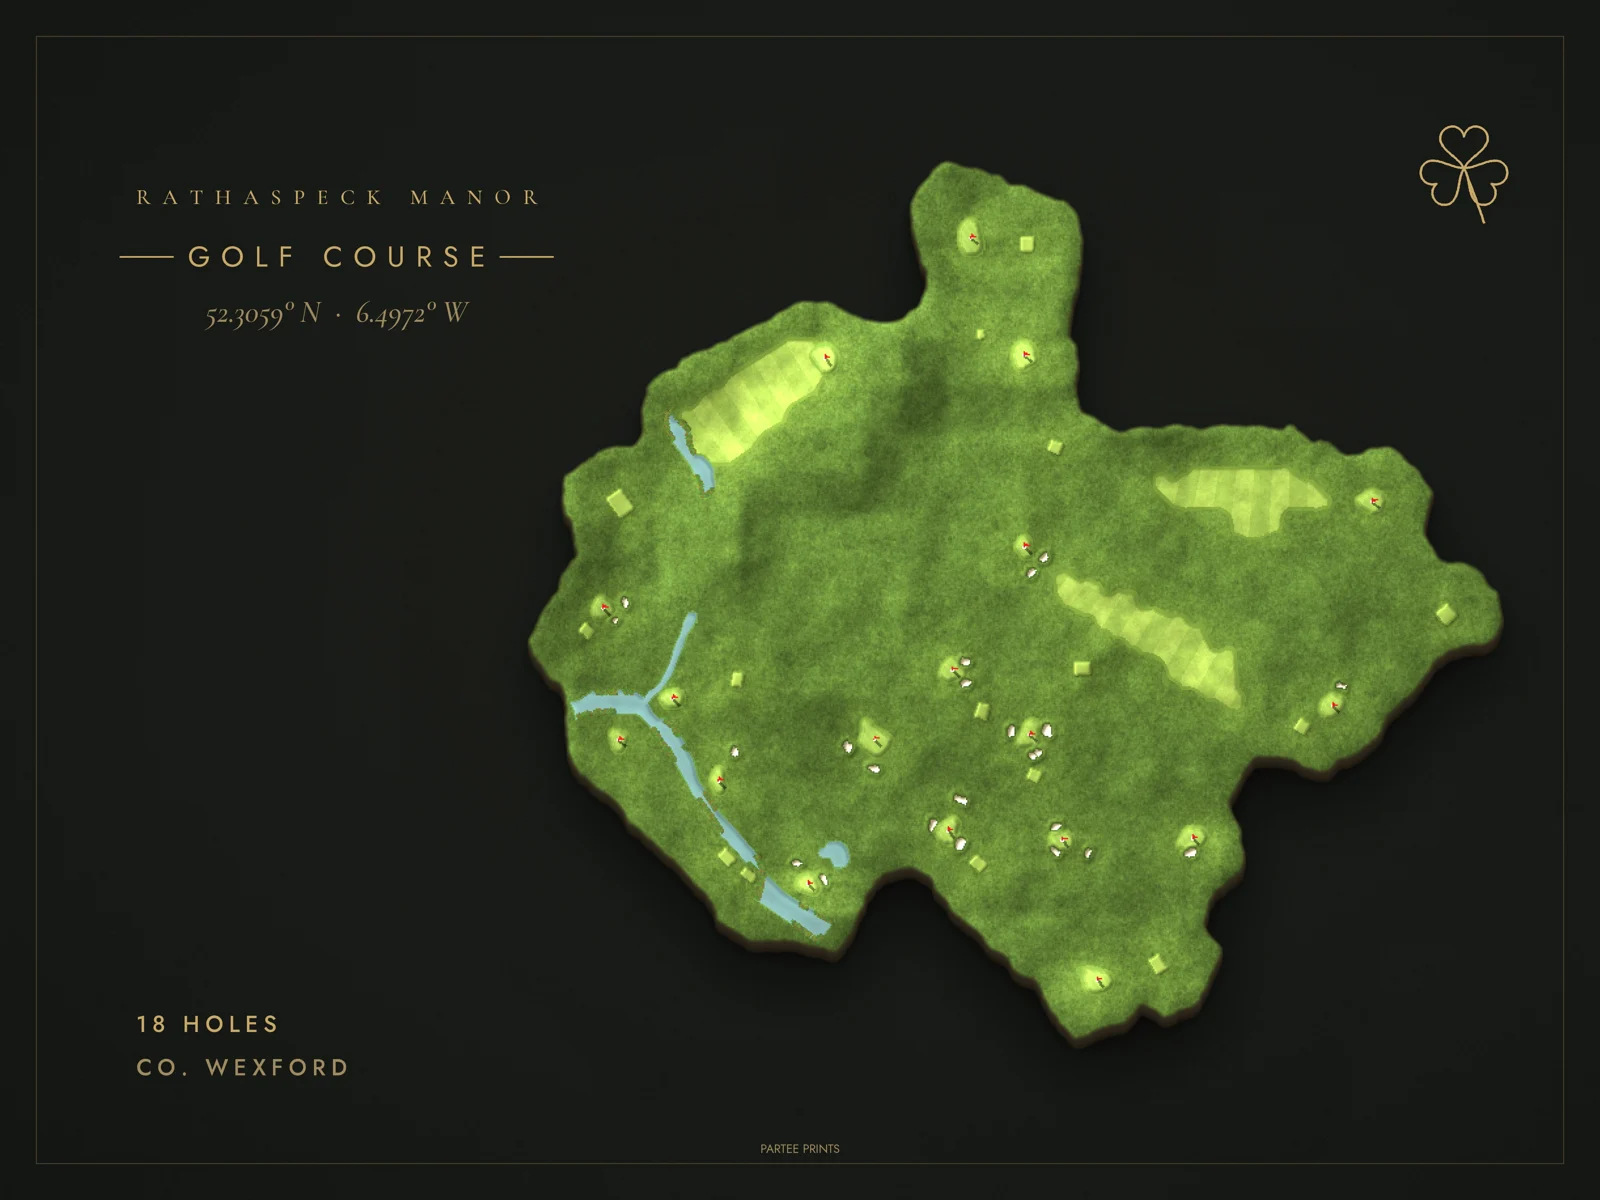 RATHASPECK MANOR
GOLF COURSE
52.3059° N · 6.4972° W
18 HOLES
CO. WEXFORD
PARTEE PRINTS